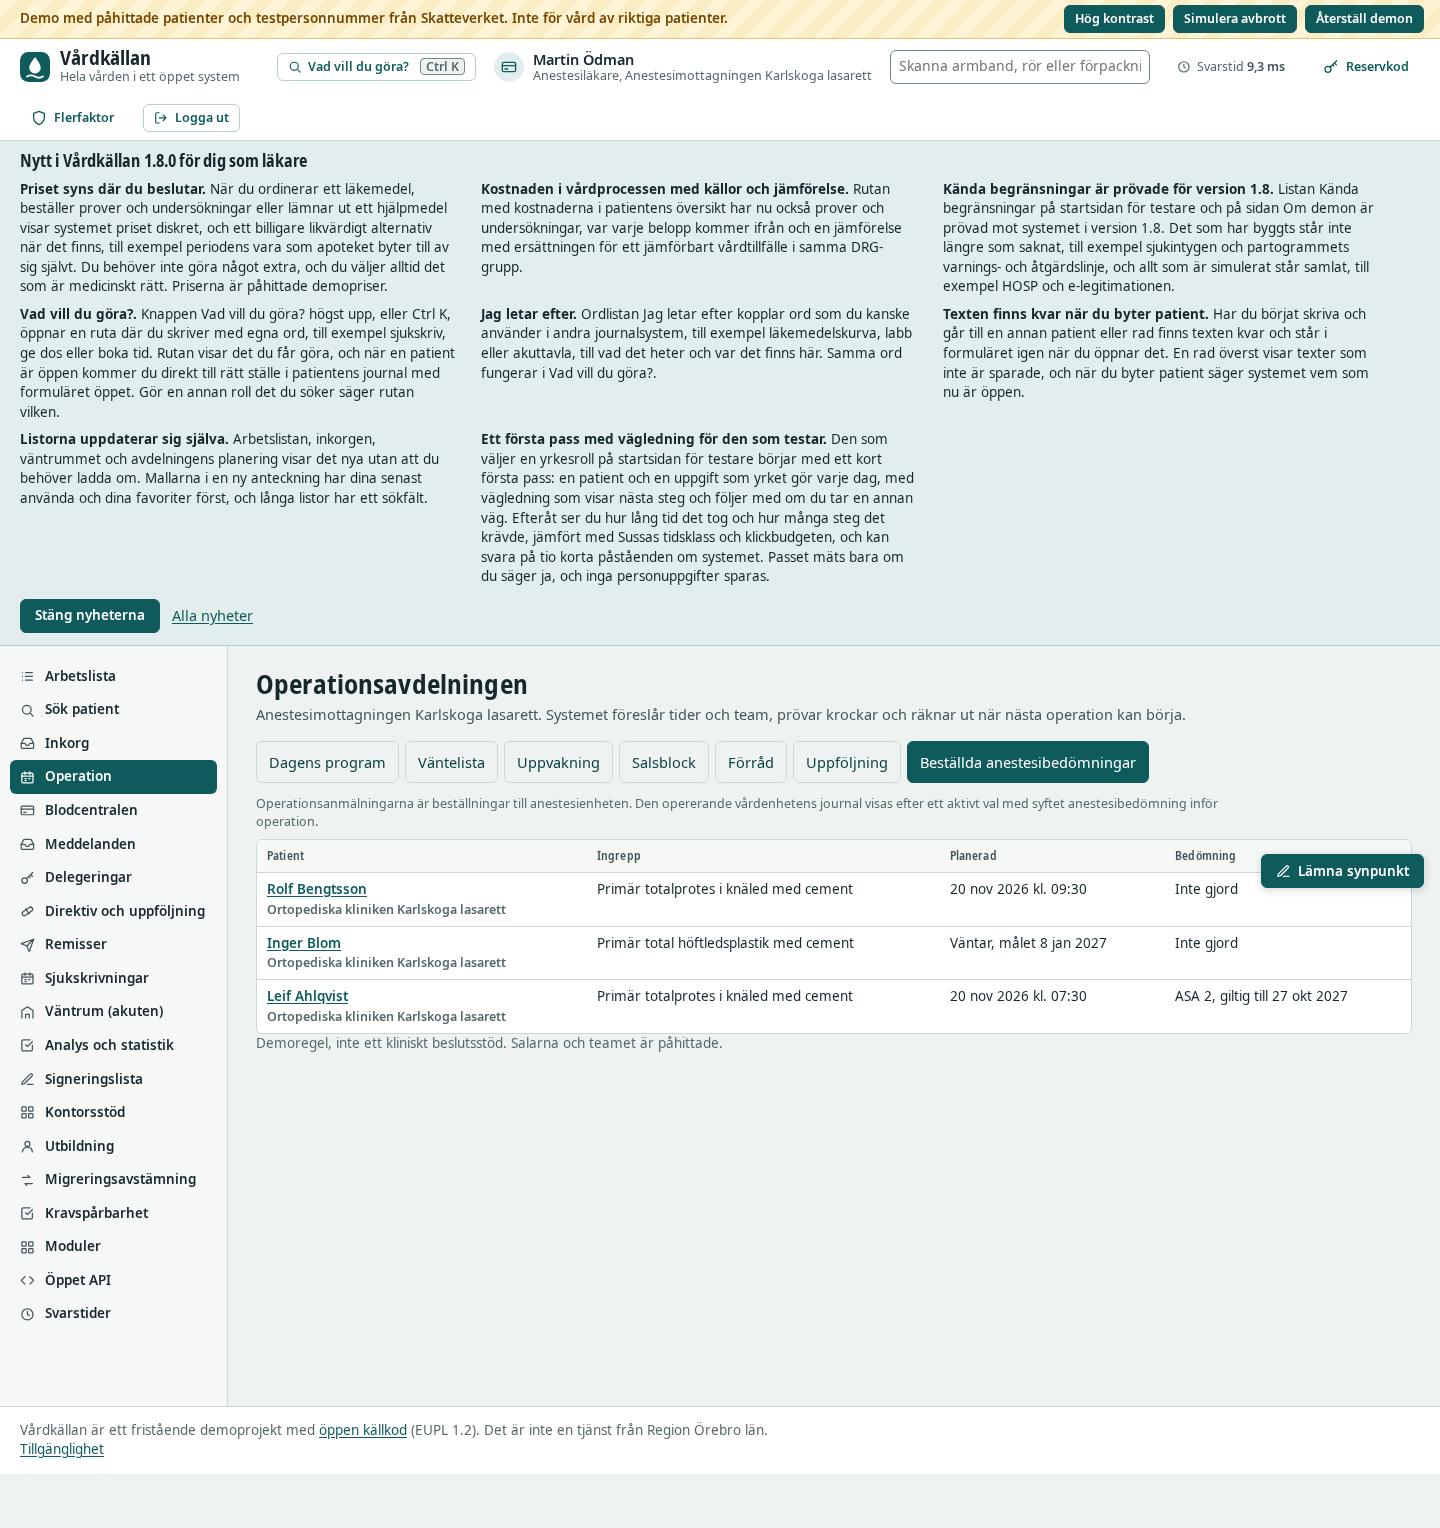 Demo med påhittade patienter och testpersonnummer från Skatteverket. Inte för vård av riktiga patienter.
Hög kontrast
Simulera avbrott
Återställ demon
Vårdkällan
Hela vården i ett öppet system
Vad vill du göra? Ctrl K
Martin Ödman
Anestesiläkare, Anestesimottagningen Karlskoga lasarett
Skanna armband, rör eller förpackni
Svarstid 9,3 ms
Reservkod
Flerfaktor
Logga ut
Nytt i Vårdkällan 1.8.0 för dig som läkare
Priset syns där du beslutar. När du ordinerar ett läkemedel,
beställer prover och undersökningar eller lämnar ut ett hjälpmedel
visar systemet priset diskret, och ett billigare likvärdigt alternativ
när det finns, till exempel periodens vara som apoteket byter till av
sig självt. Du behöver inte göra något extra, och du väljer alltid det
som är medicinskt rätt. Priserna är påhittade demopriser.
Kostnaden i vårdprocessen med källor och jämförelse. Rutan
med kostnaderna i patientens översikt har nu också prover och
undersökningar, var varje belopp kommer ifrån och en jämförelse
med ersättningen för ett jämförbart vårdtillfälle i samma DRG-
grupp.
Kända begränsningar är prövade för version 1.8. Listan Kända
begränsningar på startsidan för testare och på sidan Om demon är
prövad mot systemet i version 1.8. Det som har byggts står inte
längre som saknat, till exempel sjukintygen och partogrammets
varnings- och åtgärdslinje, och allt som är simulerat står samlat, till
exempel HOSP och e-legitimationen.
Vad vill du göra?. Knappen Vad vill du göra? högst upp, eller Ctrl K,
öppnar en ruta där du skriver med egna ord, till exempel sjukskriv,
ge dos eller boka tid. Rutan visar det du får göra, och när en patient
är öppen kommer du direkt till rätt ställe i patientens journal med
formuläret öppet. Gör en annan roll det du söker säger rutan
vilken.
Jag letar efter. Ordlistan Jag letar efter kopplar ord som du kanske
använder i andra journalsystem, till exempel läkemedelskurva, labb
eller akuttavla, till vad det heter och var det finns här. Samma ord
fungerar i Vad vill du göra?.
Texten finns kvar när du byter patient. Har du börjat skriva och
går till en annan patient eller rad finns texten kvar och står i
formuläret igen när du öppnar det. En rad överst visar texter som
inte är sparade, och när du byter patient säger systemet vem som
nu är öppen.
Listorna uppdaterar sig själva. Arbetslistan, inkorgen,
väntrummet och avdelningens planering visar det nya utan att du
behöver ladda om. Mallarna i en ny anteckning har dina senast
använda och dina favoriter först, och långa listor har ett sökfält.
Ett första pass med vägledning för den som testar. Den som
väljer en yrkesroll på startsidan för testare börjar med ett kort
första pass: en patient och en uppgift som yrket gör varje dag, med
vägledning som visar nästa steg och följer med om du tar en annan
väg. Efteråt ser du hur lång tid det tog och hur många steg det
krävde, jämfört med Sussas tidsklass och klickbudgeten, och kan
svara på tio korta påståenden om systemet. Passet mäts bara om
du säger ja, och inga personuppgifter sparas.
Stäng nyheterna
Alla nyheter
Arbetslista
Sök patient
Inkorg
Operation
Blodcentralen
Meddelanden
Delegeringar
Direktiv och uppföljning
Remisser
Sjukskrivningar
Väntrum (akuten)
Analys och statistik
Signeringslista
Kontorsstöd
Utbildning
Migreringsavstämning
Kravspårbarhet
Moduler
Öppet API
Svarstider
Operationsavdelningen
Anestesimottagningen Karlskoga lasarett. Systemet föreslår tider och team, prövar krockar och räknar ut när nästa operation kan börja.
Dagens program
Väntelista
Uppvakning
Salsblock
Förråd
Uppföljning
Beställda anestesibedömningar
Operationsanmälningarna är beställningar till anestesienheten. Den opererande vårdenhetens journal visas efter ett aktivt val med syftet anestesibedömning inför
operation.
Patient Ingrepp Planerad Bedömning
Lämna synpunkt
Rolf Bengtsson Primär totalprotes i knäled med cement 20 nov 2026 kl. 09:30 Inte gjord
Ortopediska kliniken Karlskoga lasarett
Inger Blom Primär total höftledsplastik med cement Väntar, målet 8 jan 2027 Inte gjord
Ortopediska kliniken Karlskoga lasarett
Leif Ahlqvist Primär totalprotes i knäled med cement 20 nov 2026 kl. 07:30 ASA 2, giltig till 27 okt 2027
Ortopediska kliniken Karlskoga lasarett
Demoregel, inte ett kliniskt beslutsstöd. Salarna och teamet är påhittade.
Vårdkällan är ett fristående demoprojekt med öppen källkod (EUPL 1.2). Det är inte en tjänst från Region Örebro län.
Tillgänglighet